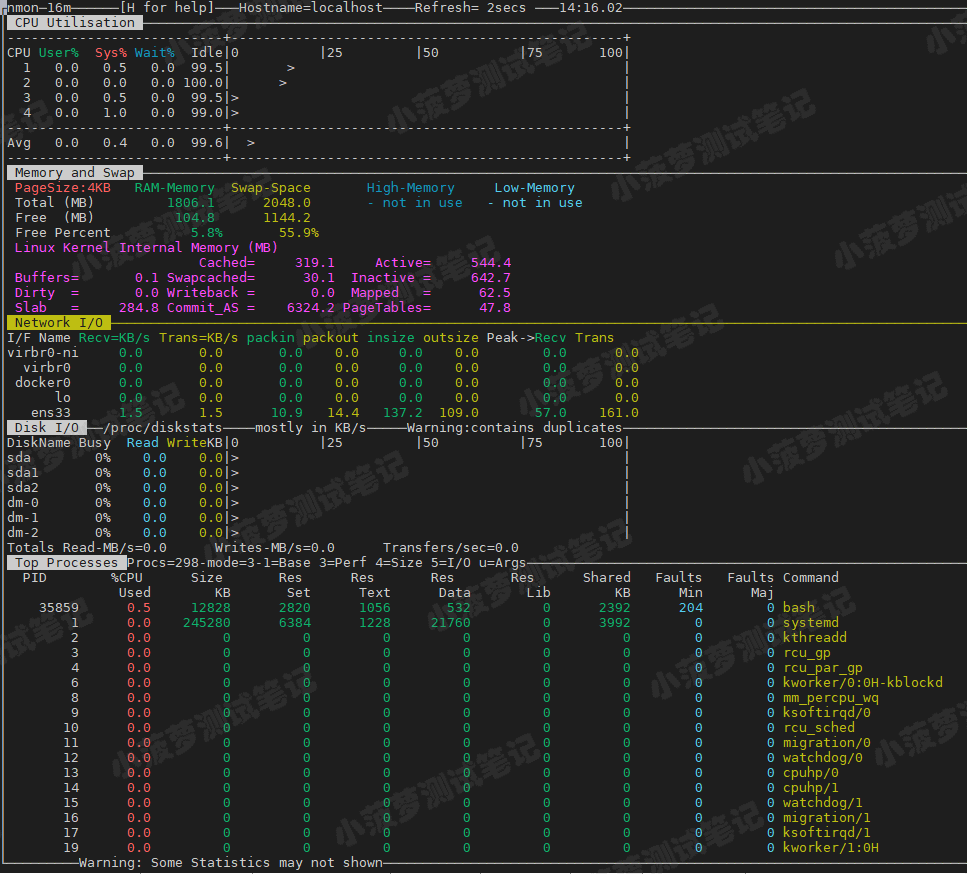 nmon—16m——————[H for help]———Hostname=localhost————Refresh= 2secs ———14:16.02
CPU Utilisation
---------------------------+-------------------------------------------------+
CPU User%  Sys% Wait%  Idle|0          |25         |50          |75       100|
1   0.0   0.5   0.0  99.5|       >                                         |
2   0.0   0.0   0.0 100.0|      >                                          |
3   0.0   0.5   0.0  99.5|>                                                |
4   0.0   1.0   0.0  99.0|>                                                |
---------------------------+-------------------------------------------------+
Avg   0.0   0.4   0.0  99.6|  >                                              |
---------------------------+-------------------------------------------------+
Memory and Swap
PageSize:4KB   RAM-Memory  Swap-Space       High-Memory     Low-Memory
Total (MB)         1806.1      2048.0       - not in use   - not in use
Free  (MB)          104.8      1144.2
Free Percent          5.8%       55.9%
Linux Kernel Internal Memory (MB)
Cached=     319.1     Active=     544.4
Buffers=       0.1 Swapcached=      30.1  Inactive =     642.7
Dirty  =       0.0 Writeback =       0.0  Mapped   =      62.5
Slab   =     284.8 Commit_AS =    6324.2 PageTables=      47.8
Network I/O
I/F Name Recv=KB/s Trans=KB/s packin packout insize outsize Peak->Recv Trans
virbr0-ni     0.0       0.0       0.0    0.0     0.0    0.0        0.0      0.0
virbr0     0.0       0.0       0.0    0.0     0.0    0.0        0.0      0.0
docker0     0.0       0.0       0.0    0.0     0.0    0.0        0.0      0.0
lo     0.0       0.0       0.0    0.0     0.0    0.0        0.0      0.0
ens33     1.5       1.5      10.9   14.4   137.2  109.0       57.0    161.0
Disk I/O ——/proc/diskstats————mostly in KB/s—————Warning:contains duplicates
DiskName Busy  Read WriteKB|0          |25         |50          |75       100|
sda        0%    0.0    0.0|>                                                |
sda1       0%    0.0    0.0|>                                                |
sda2       0%    0.0    0.0|>                                                |
dm-0       0%    0.0    0.0|>                                                |
dm-1       0%    0.0    0.0|>                                                |
dm-2       0%    0.0    0.0|>                                                |
Totals Read-MB/s=0.0      Writes-MB/s=0.0      Transfers/sec=0.0
Top Processes Procs=298-mode=3-1=Base 3=Perf 4=Size 5=I/O u=Args
PID        %CPU     Size      Res      Res       Res       Res      Shared   Faults   Faults Command
Used       KB      Set     Text      Data       Lib          KB      Min      Maj
35859      0.5    12828     2820     1056       532         0      2392      204        0 bash
1      0.0   245280     6384     1228     21760         0      3992        0        0 systemd
2      0.0        0        0        0         0         0         0        0        0 kthreadd
3      0.0        0        0        0         0         0         0        0        0 rcu_gp
4      0.0        0        0        0         0         0         0        0        0 rcu_par_gp
6      0.0        0        0        0         0         0         0        0        0 kworker/0:0H-kblockd
8      0.0        0        0        0         0         0         0        0        0 mm_percpu_wq
9      0.0        0        0        0         0         0         0        0        0 ksoftirqd/0
10      0.0        0        0        0         0         0         0        0        0 rcu_sched
11      0.0        0        0        0         0         0         0        0        0 migration/0
12      0.0        0        0        0         0         0         0        0        0 watchdog/0
13      0.0        0        0        0         0         0         0        0        0 cpuhp/0
14      0.0        0        0        0         0         0         0        0        0 cpuhp/1
15      0.0        0        0        0         0         0         0        0        0 watchdog/1
16      0.0        0        0        0         0         0         0        0        0 migration/1
17      0.0        0        0        0         0         0         0        0        0 ksoftirqd/1
19      0.0        0        0        0         0         0         0        0        0 kworker/1:0H
Warning: Some Statistics may not shown
小菠萝测试笔记